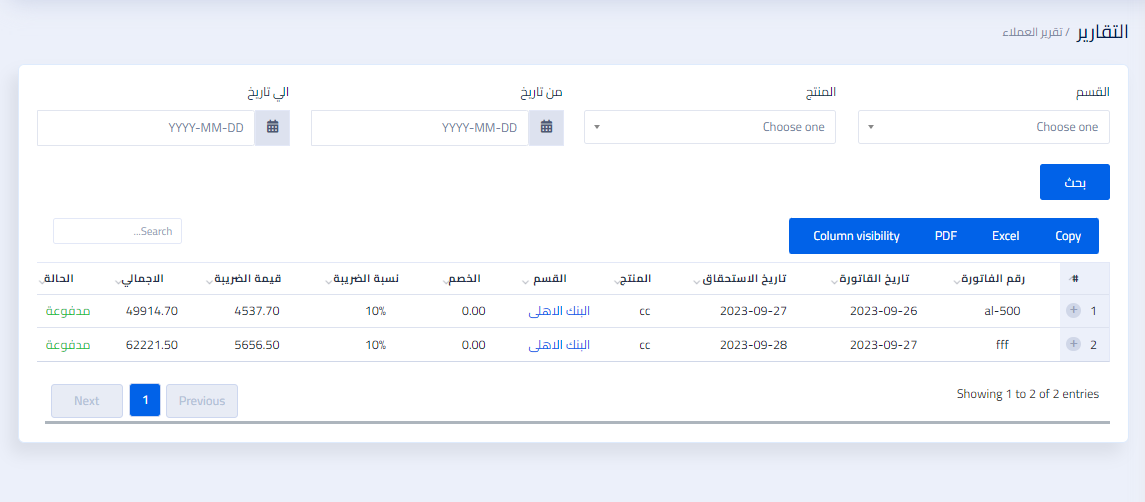 التقارير / تقرير العملاء
القسم المنتج من تاريخ الي تاريخ
Choose one Choose one YYYY-MM-DD YYYY-MM-DD
بحث
Copy Excel PDF Column visibility Search...
# رقم الفاتورة تاريخ القاتورة تاريخ الاستحقاق المنتج القسم الخصم نسبة الضريبة قيمة الضريبة الاجمالي الحالة
1 al-500 2023-09-26 2023-09-27 cc البنك الاهلى 0.00 10% 4537.70 49914.70 مدفوعة
2 fff 2023-09-27 2023-09-28 cc البنك الاهلى 0.00 10% 5656.50 62221.50 مدفوعة
Showing 1 to 2 of 2 entries
Previous 1 Next